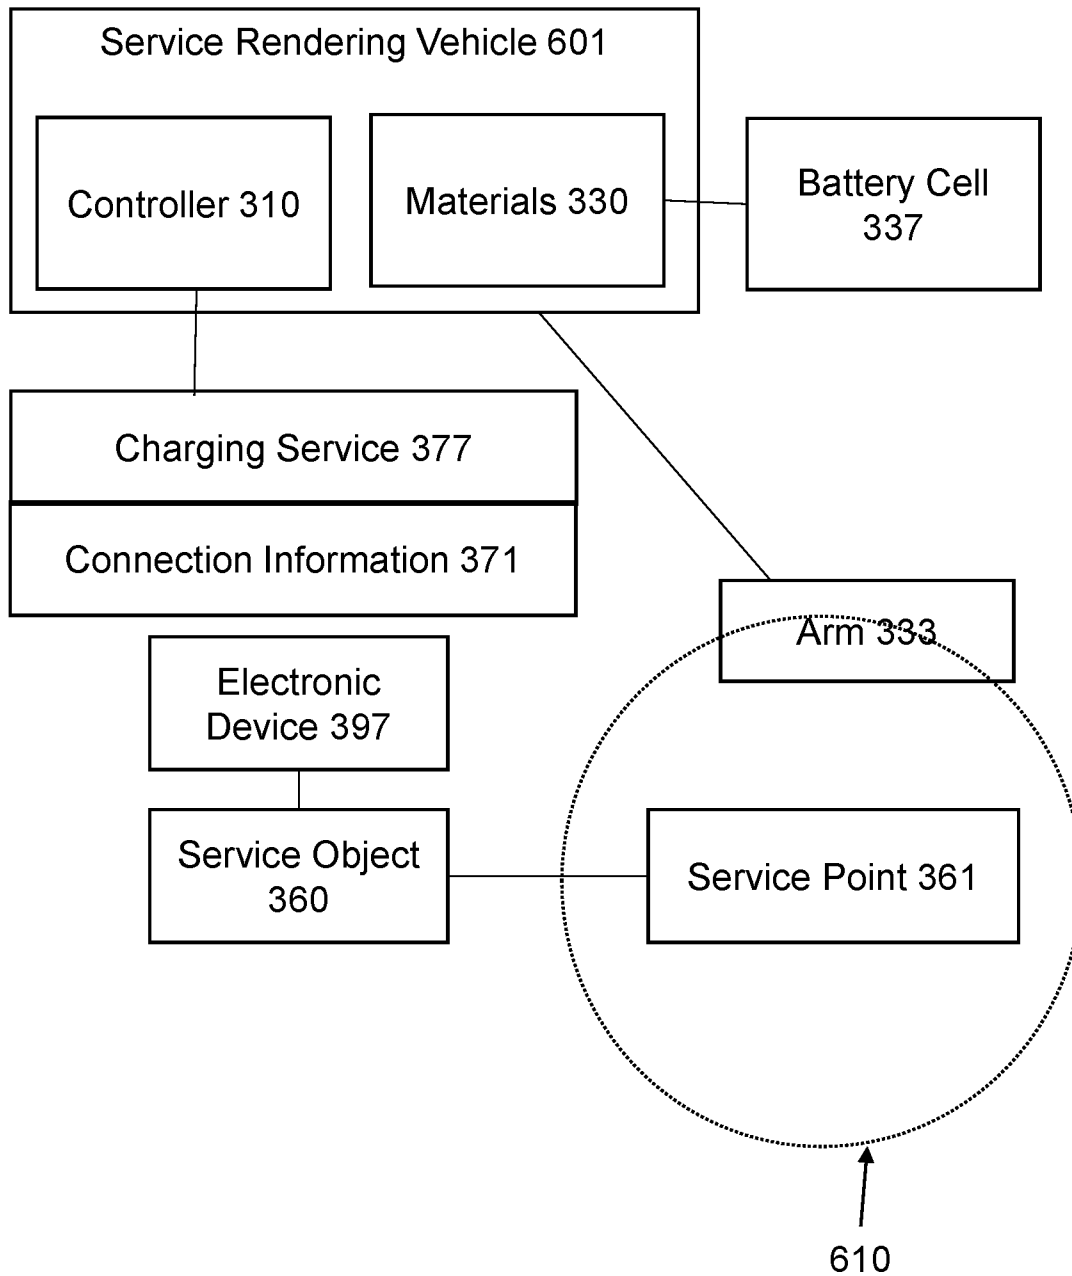 Service Rendering Vehicle 601
Controller 310
Materials 330
Battery Cell
337
Charging Service 377
Connection Information 371
Arm 333
Electronic
Device 397
Service Object
360
Service Point 361
610